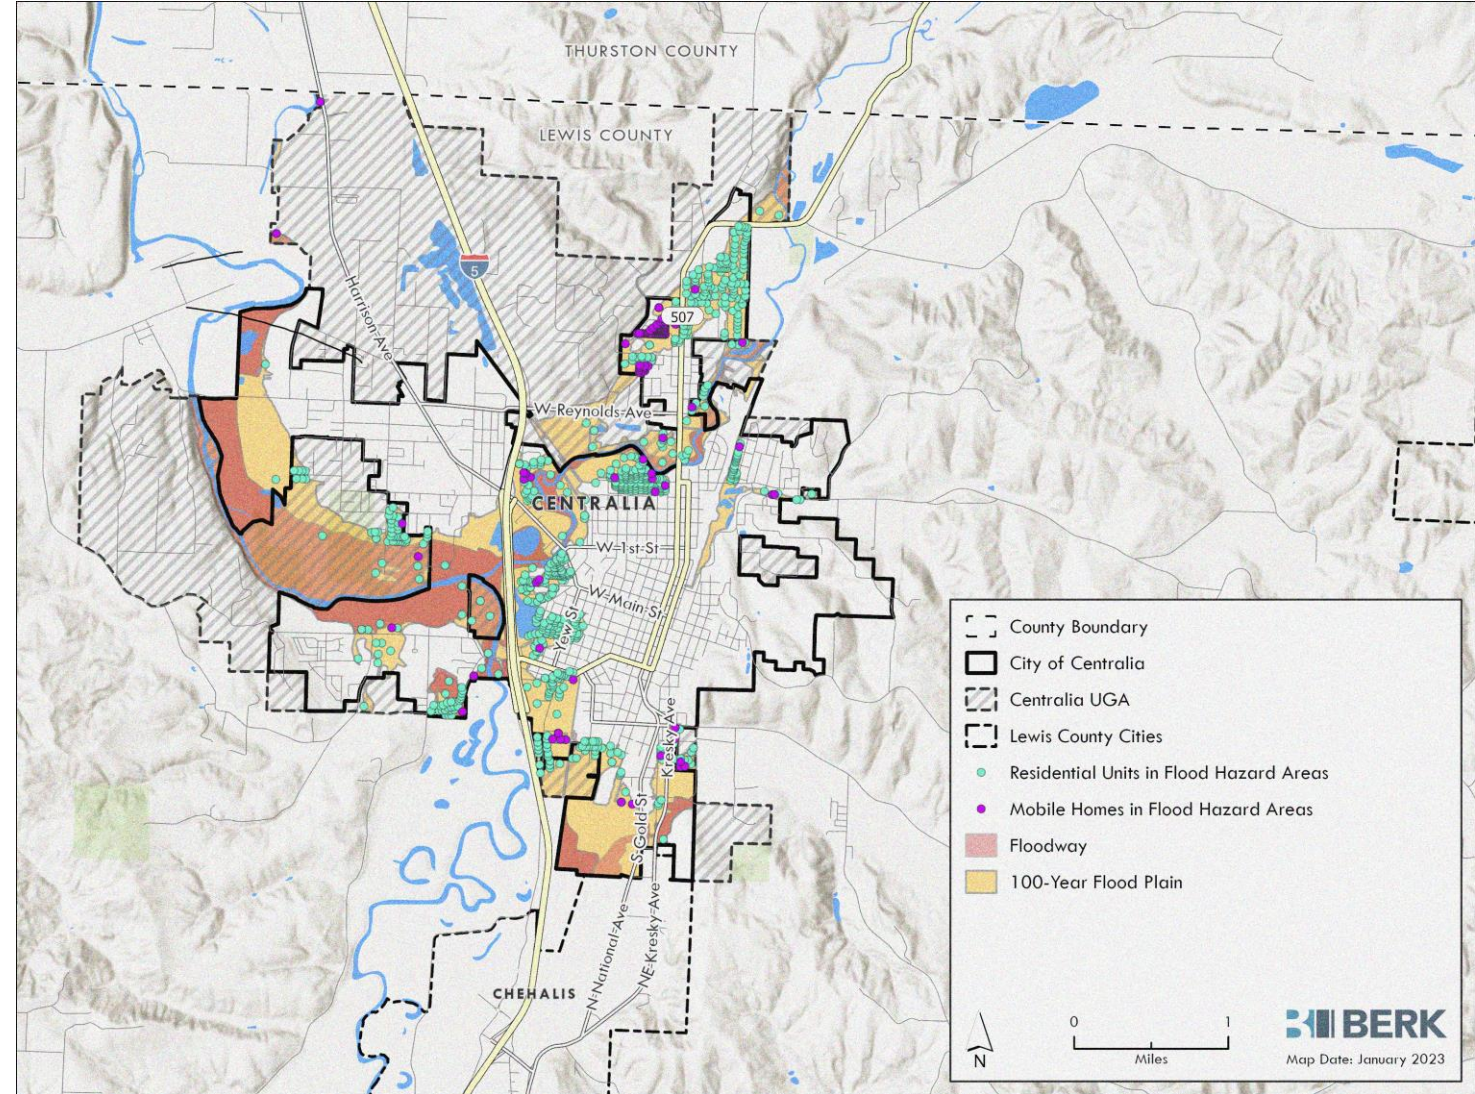 THURSTON COUNTY
LEWIS COUNTY
5
Harrison Ave
507
W Reynolds Ave
CENTRALIA
W 1st St
W Main St
Yew St
Kresky Ave
S Gold St
N National Ave
NE Kresky Ave
CHEHALIS
County Boundary
City of Centralia
Centralia UGA
Lewis County Cities
Residential Units in Flood Hazard Areas
Mobile Homes in Flood Hazard Areas
Floodway
100-Year Flood Plain
N
0 1
Miles
BERK
Map Date: January 2023